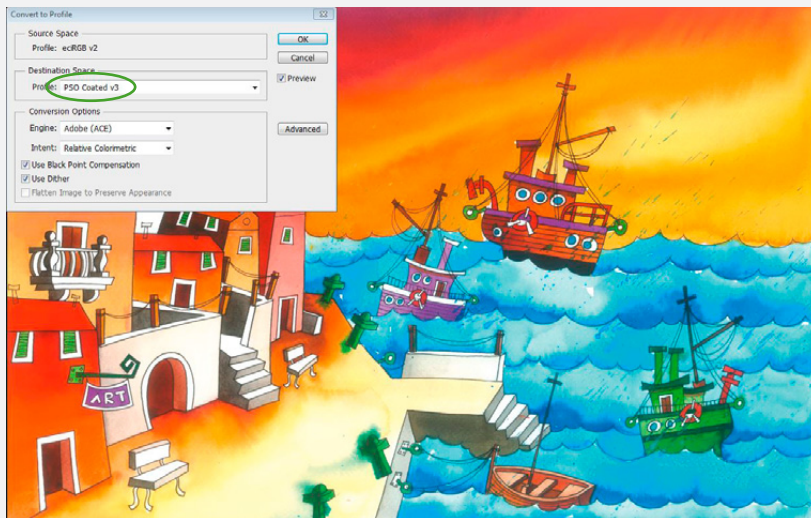 Convert to Profile
Source Space
Profile: eciRGB v2
Destination Space
Profile: PSO Coated v3
Conversion Options
Engine: Adobe (ACE)
Intent: Relative Colorimetric
Use Black Point Compensation
Use Dither
Flatten Image to Preserve Appearance
OK
Cancel
Preview
Advanced
ART